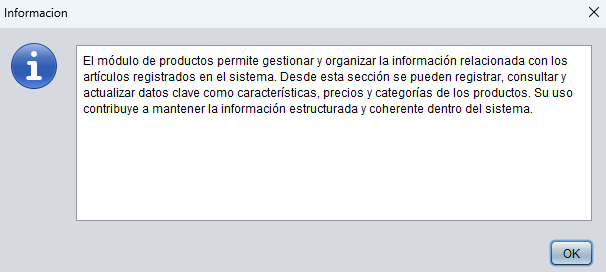 Informacion
El módulo de productos permite gestionar y organizar la información relacionada con los
artículos registrados en el sistema. Desde esta sección se pueden registrar, consultar y
actualizar datos clave como características, precios y categorías de los productos. Su uso
contribuye a mantener la información estructurada y coherente dentro del sistema.
OK